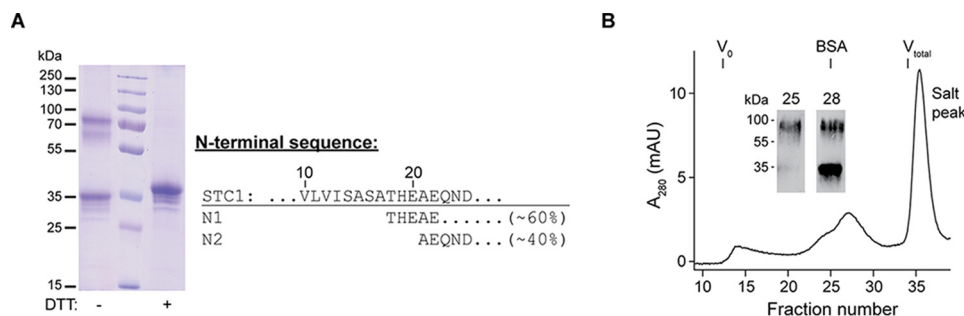 A
kDa
250
130
100
70
55
35
25
15
DTT: - +
N-terminal sequence:
10 20
STC1: ...VLVISASATHEAEQND...
N1 THEAE......(~60%)
N2 AEQND...(~40%)
B
V0 BSA Vtotal
Salt
peak
kDa 25 28
100
55
35
A280 (mAU)
10
5
0
10 15 20 25 30 35
Fraction number